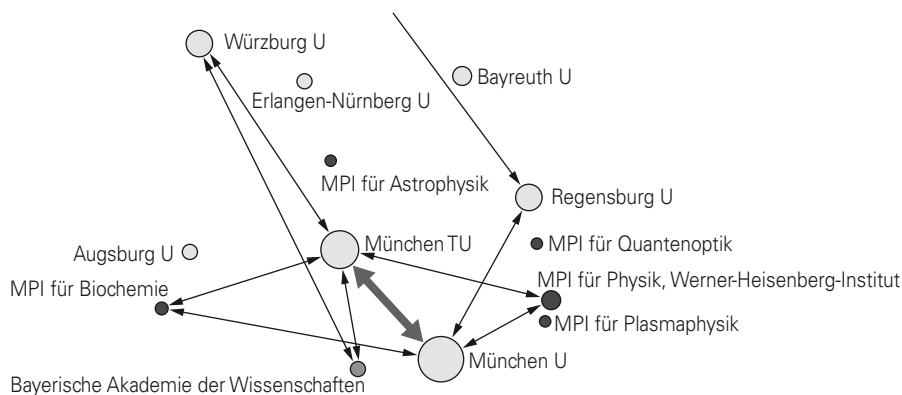 Würzburg U
Bayreuth U
Erlangen-Nürnberg U
MPI für Astrophysik
Regensburg U
München TU
MPI für Quantenoptik
Augsburg U
MPI für Physik, Werner-Heisenberg-Institut
MPI für Biochemie
MPI für Plasmaphysik
München U
Bayerische Akademie der Wissenschaften